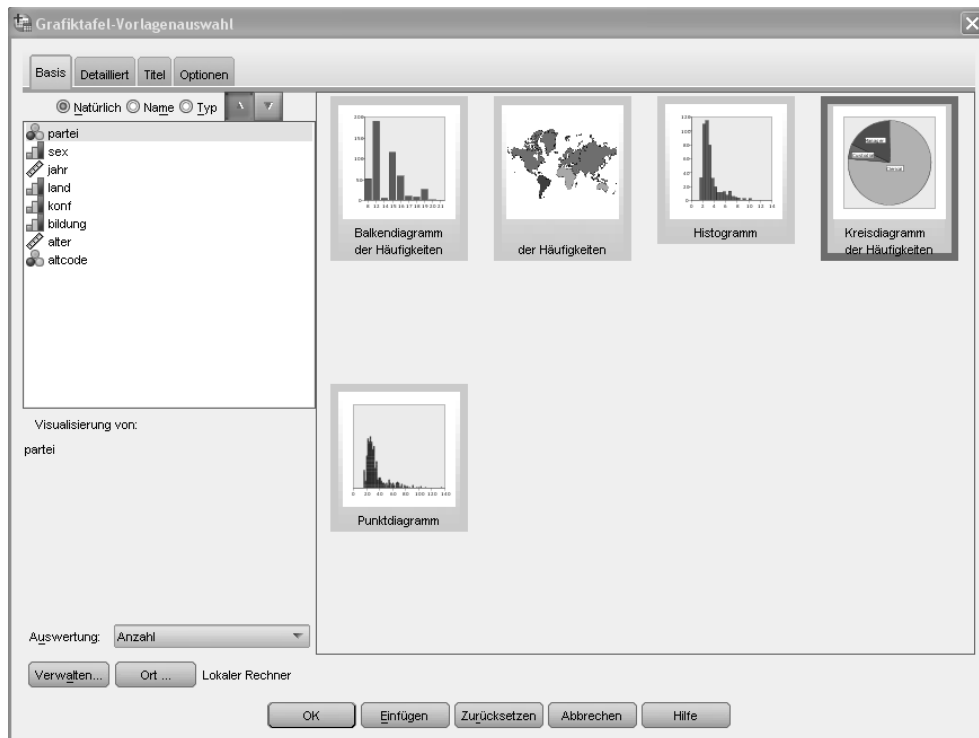 Grafiktafel-Vorlagenauswahl
Basis Detailliert Titel Optionen
Natürlich Name Typ
partei
sex
jahr
land
konf
bildung
alter
altcode
Balkendiagramm
der Häufigkeiten
der Häufigkeiten
Histogramm
Kreisdiagramm
der Häufigkeiten
Punktdiagramm
Visualisierung von:
partei
Auswertung: Anzahl
Verwalten... Ort ... Lokaler Rechner
OK Einfügen Zurücksetzen Abbrechen Hilfe